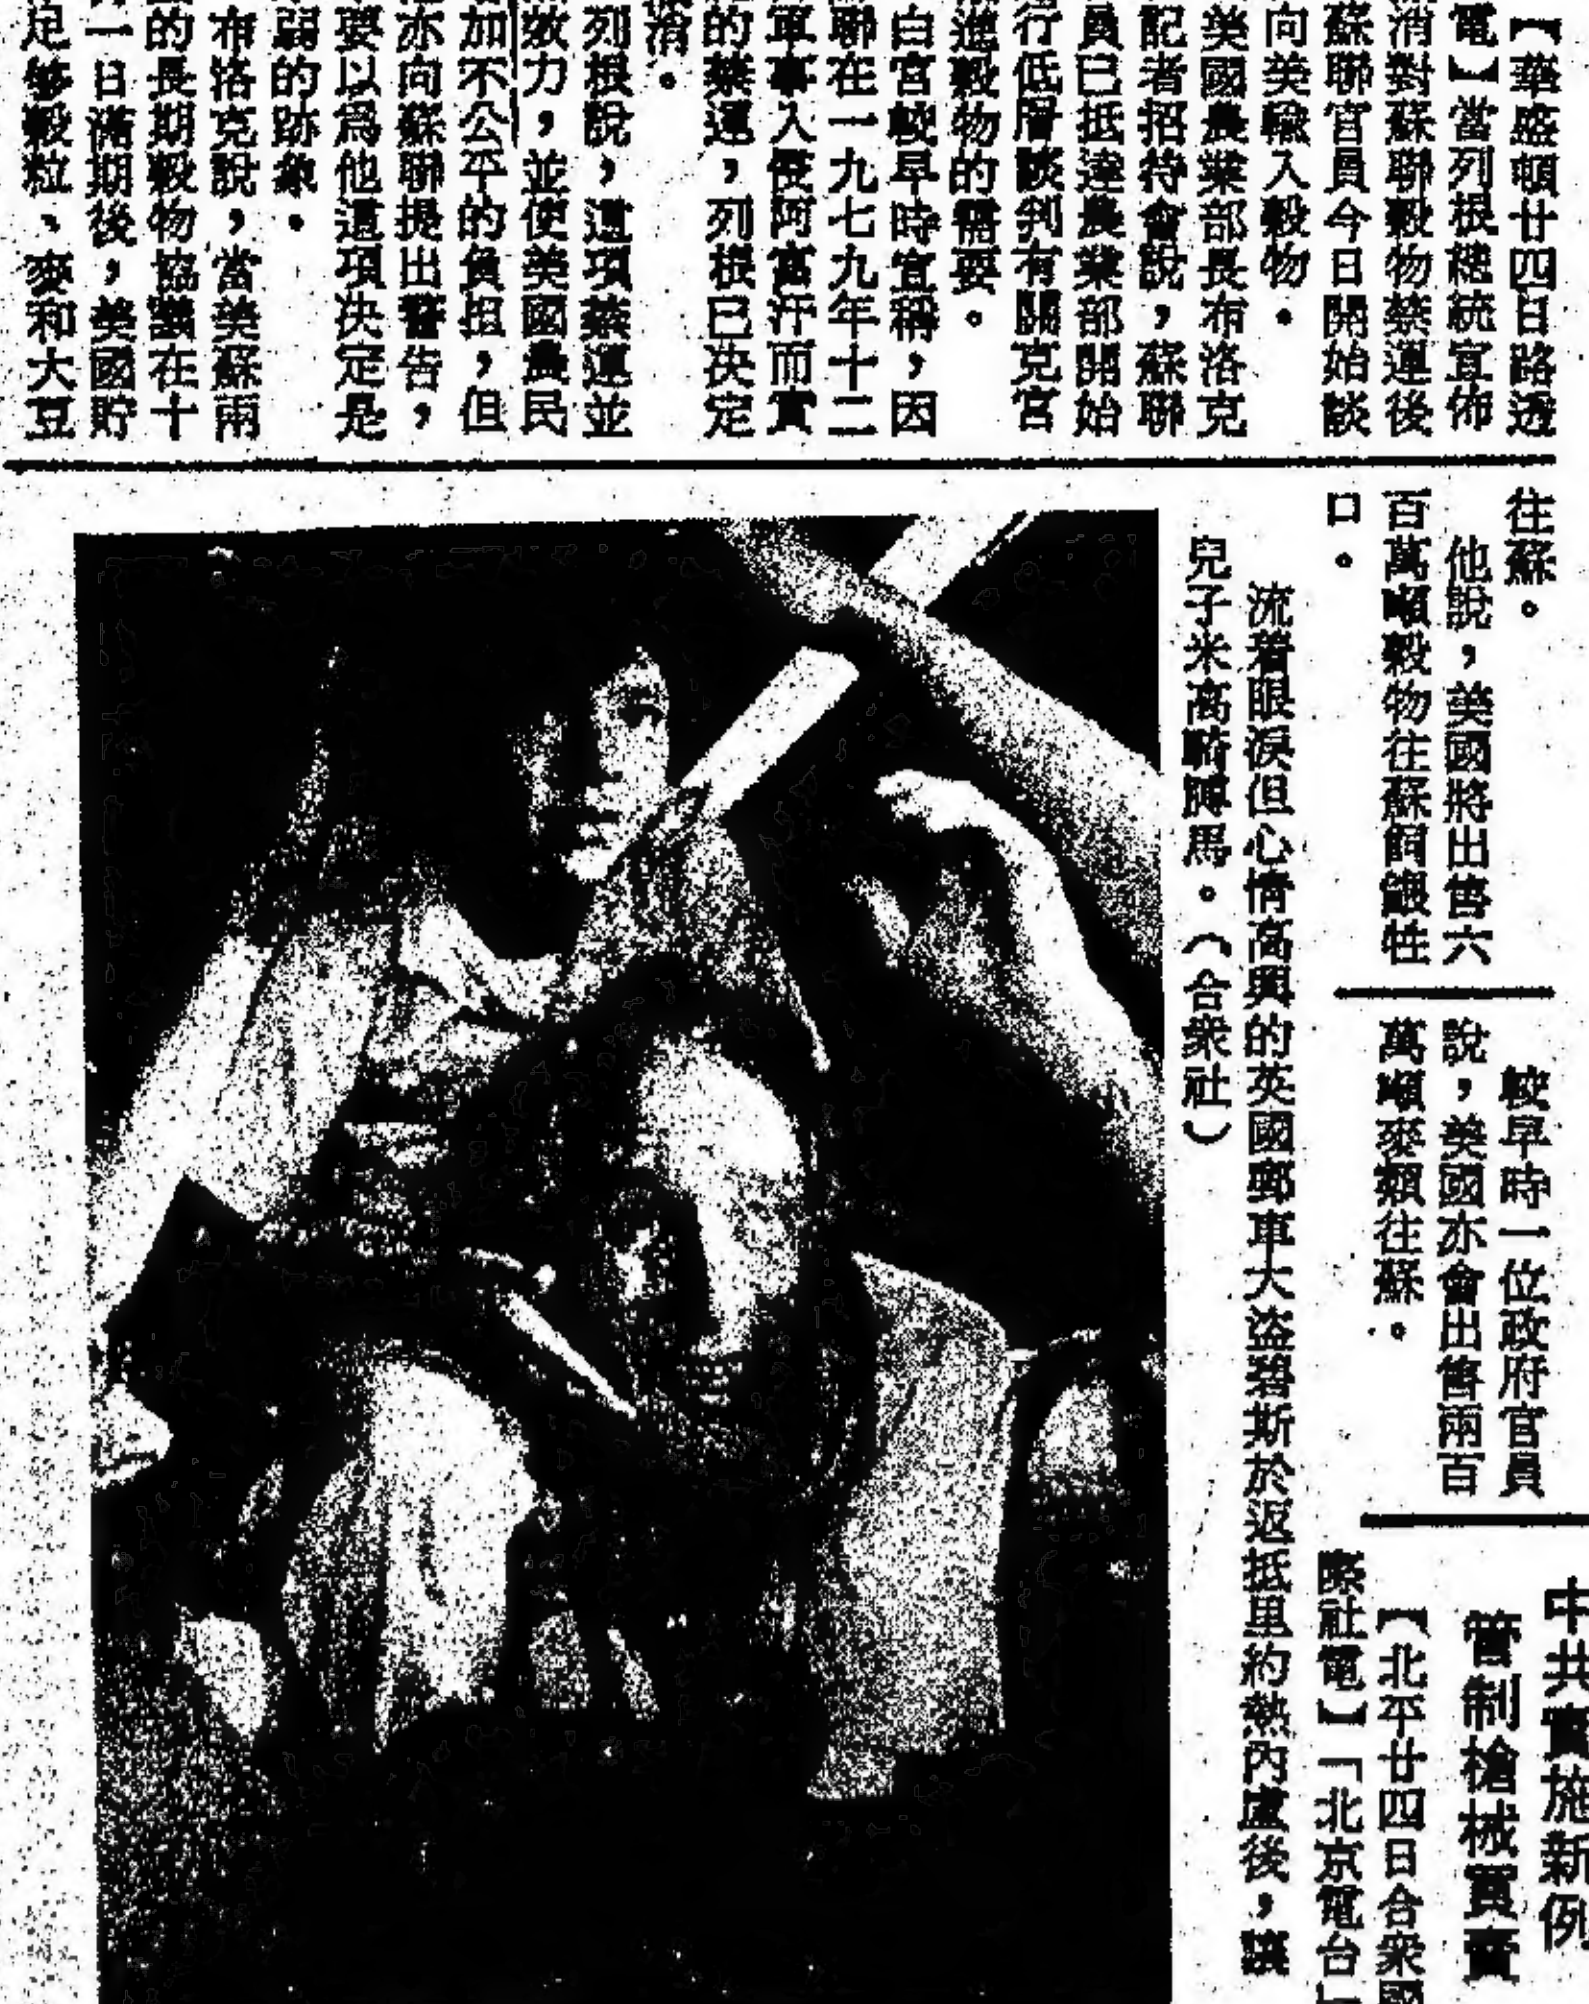 【華盛頓廿四日路透
電】當列根總統宣佈
消對蘇聯穀物禁運後
蘇聯官員今日開始談
向美輸入穀物。
美國農業部長布洛克
記者招待會說，蘇聯
員已抵達農業部開始
行低層談判有關克宮
進穀物的需要。
白宮較早時宣稱，因
聯在一九七九年十二
軍事入侵阿富汗而實
的禁運，列根已決定
消。
列根說，這項禁運並
效力，並使美國農民
加不公平的負担，但
亦向蘇聯提出警告，
要以為他這項決定是
弱的跡象。
布洛克說，當美蘇兩
的長期穀物協議在十
一日滿期後，美國貯
足够穀粒、麥和大豆
往蘇。
他說，美國將出售六
百萬噸穀物往蘇飼餵牲
口。
較早時一位政府官員
說，美國亦會出售兩百
萬噸麥類往蘇。
流着眼淚但心情高興的英國郵車大盜碧斯於返抵里約熱內盧後，讓
兒子米高騎膊馬。（合衆社）
中共實施新例
管制槍械買賣
【北平廿四日合衆國
際社電】「北京電台」